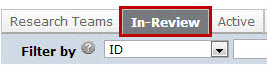 Research Teams In-Review Active
Filter by ? ID